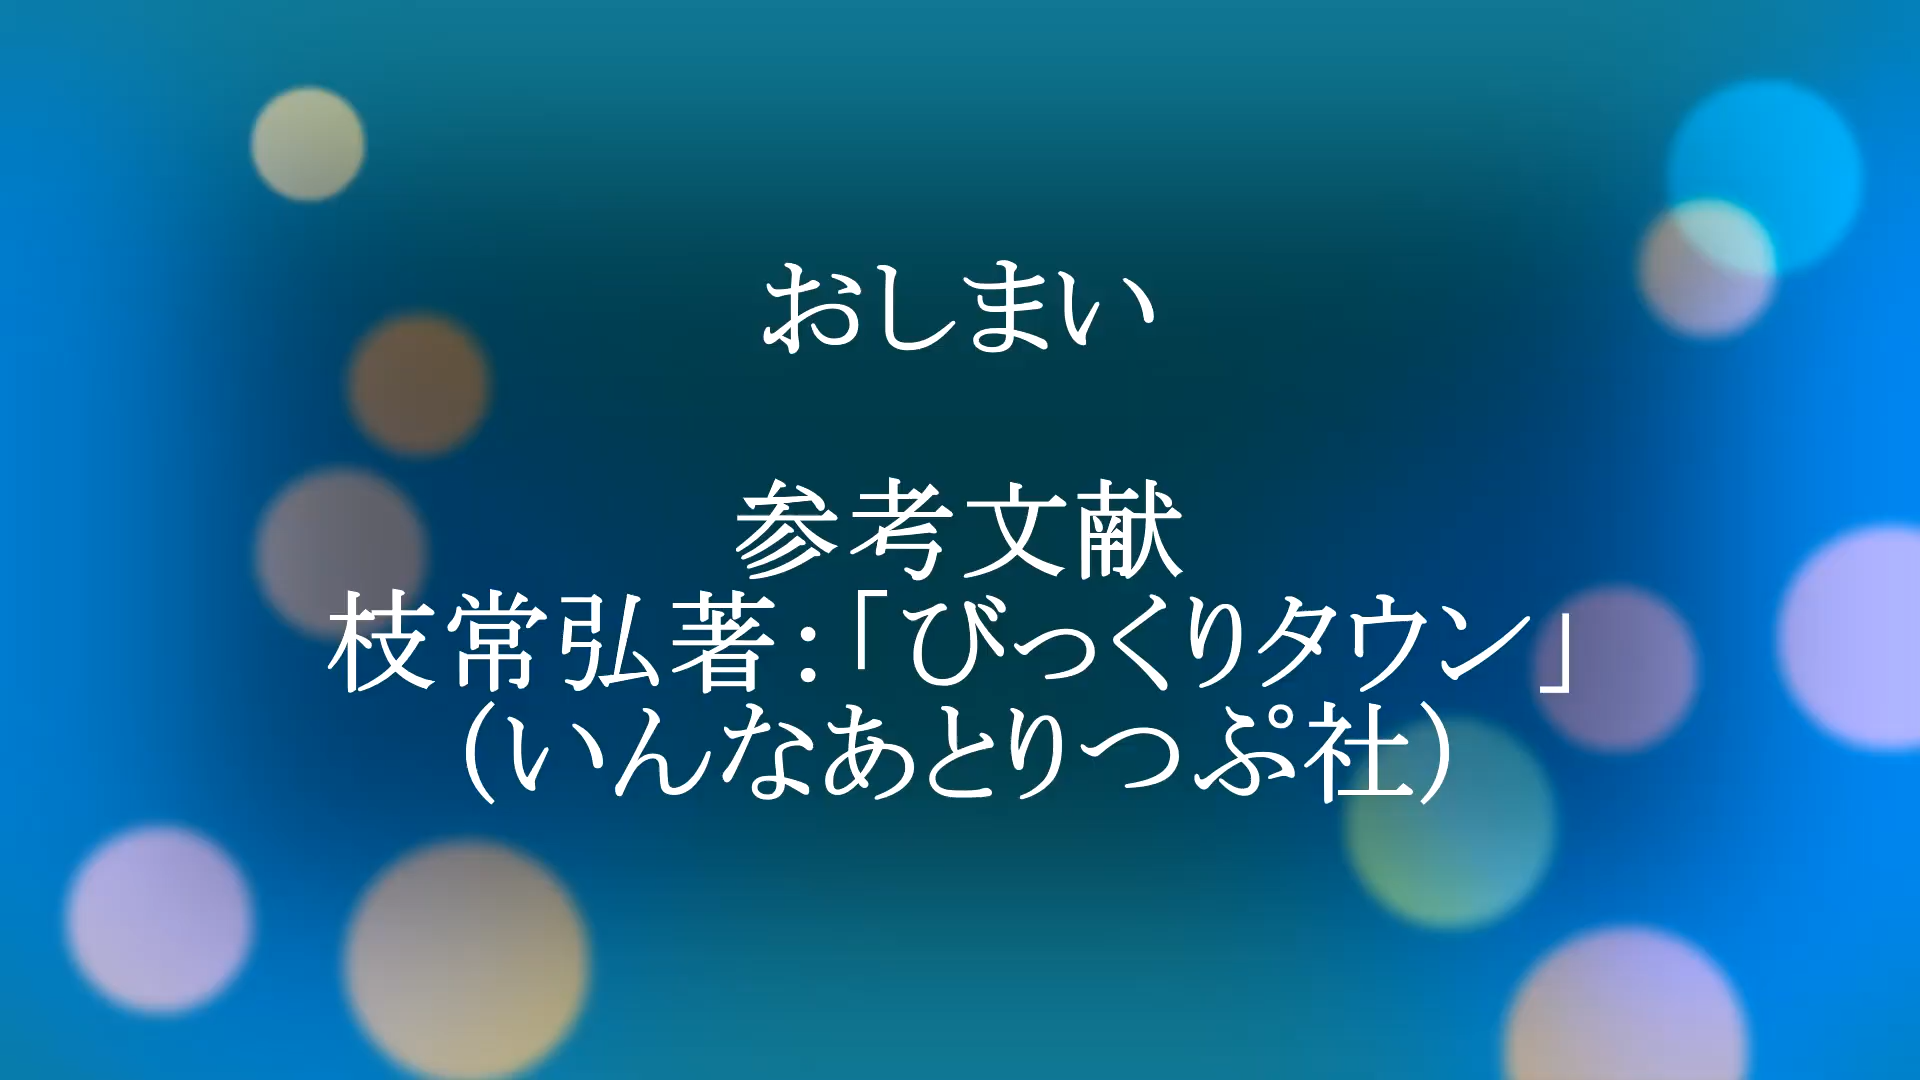 おしまい
参考文献
枝常弘著：「びっくりタウン」
（いんなあとりつぷ社）